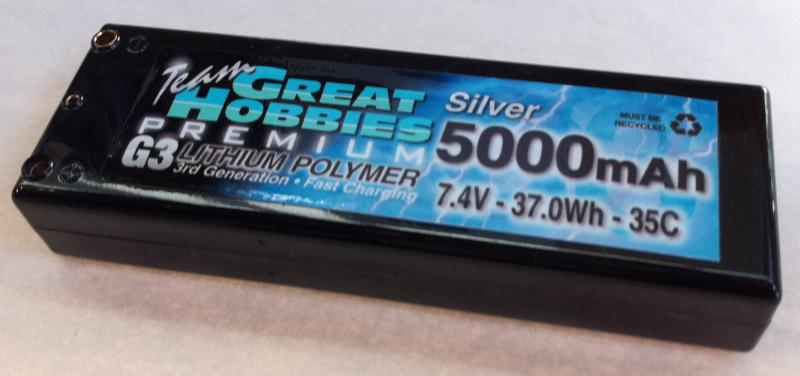 Team GREAT
HOBBIES
PREMIUM
G3 LITHIUM POLYMER
3rd Generation • Fast Charging
Silver
5000mAh
7.4V - 37.0Wh - 35C
MUST BE
RECYCLED